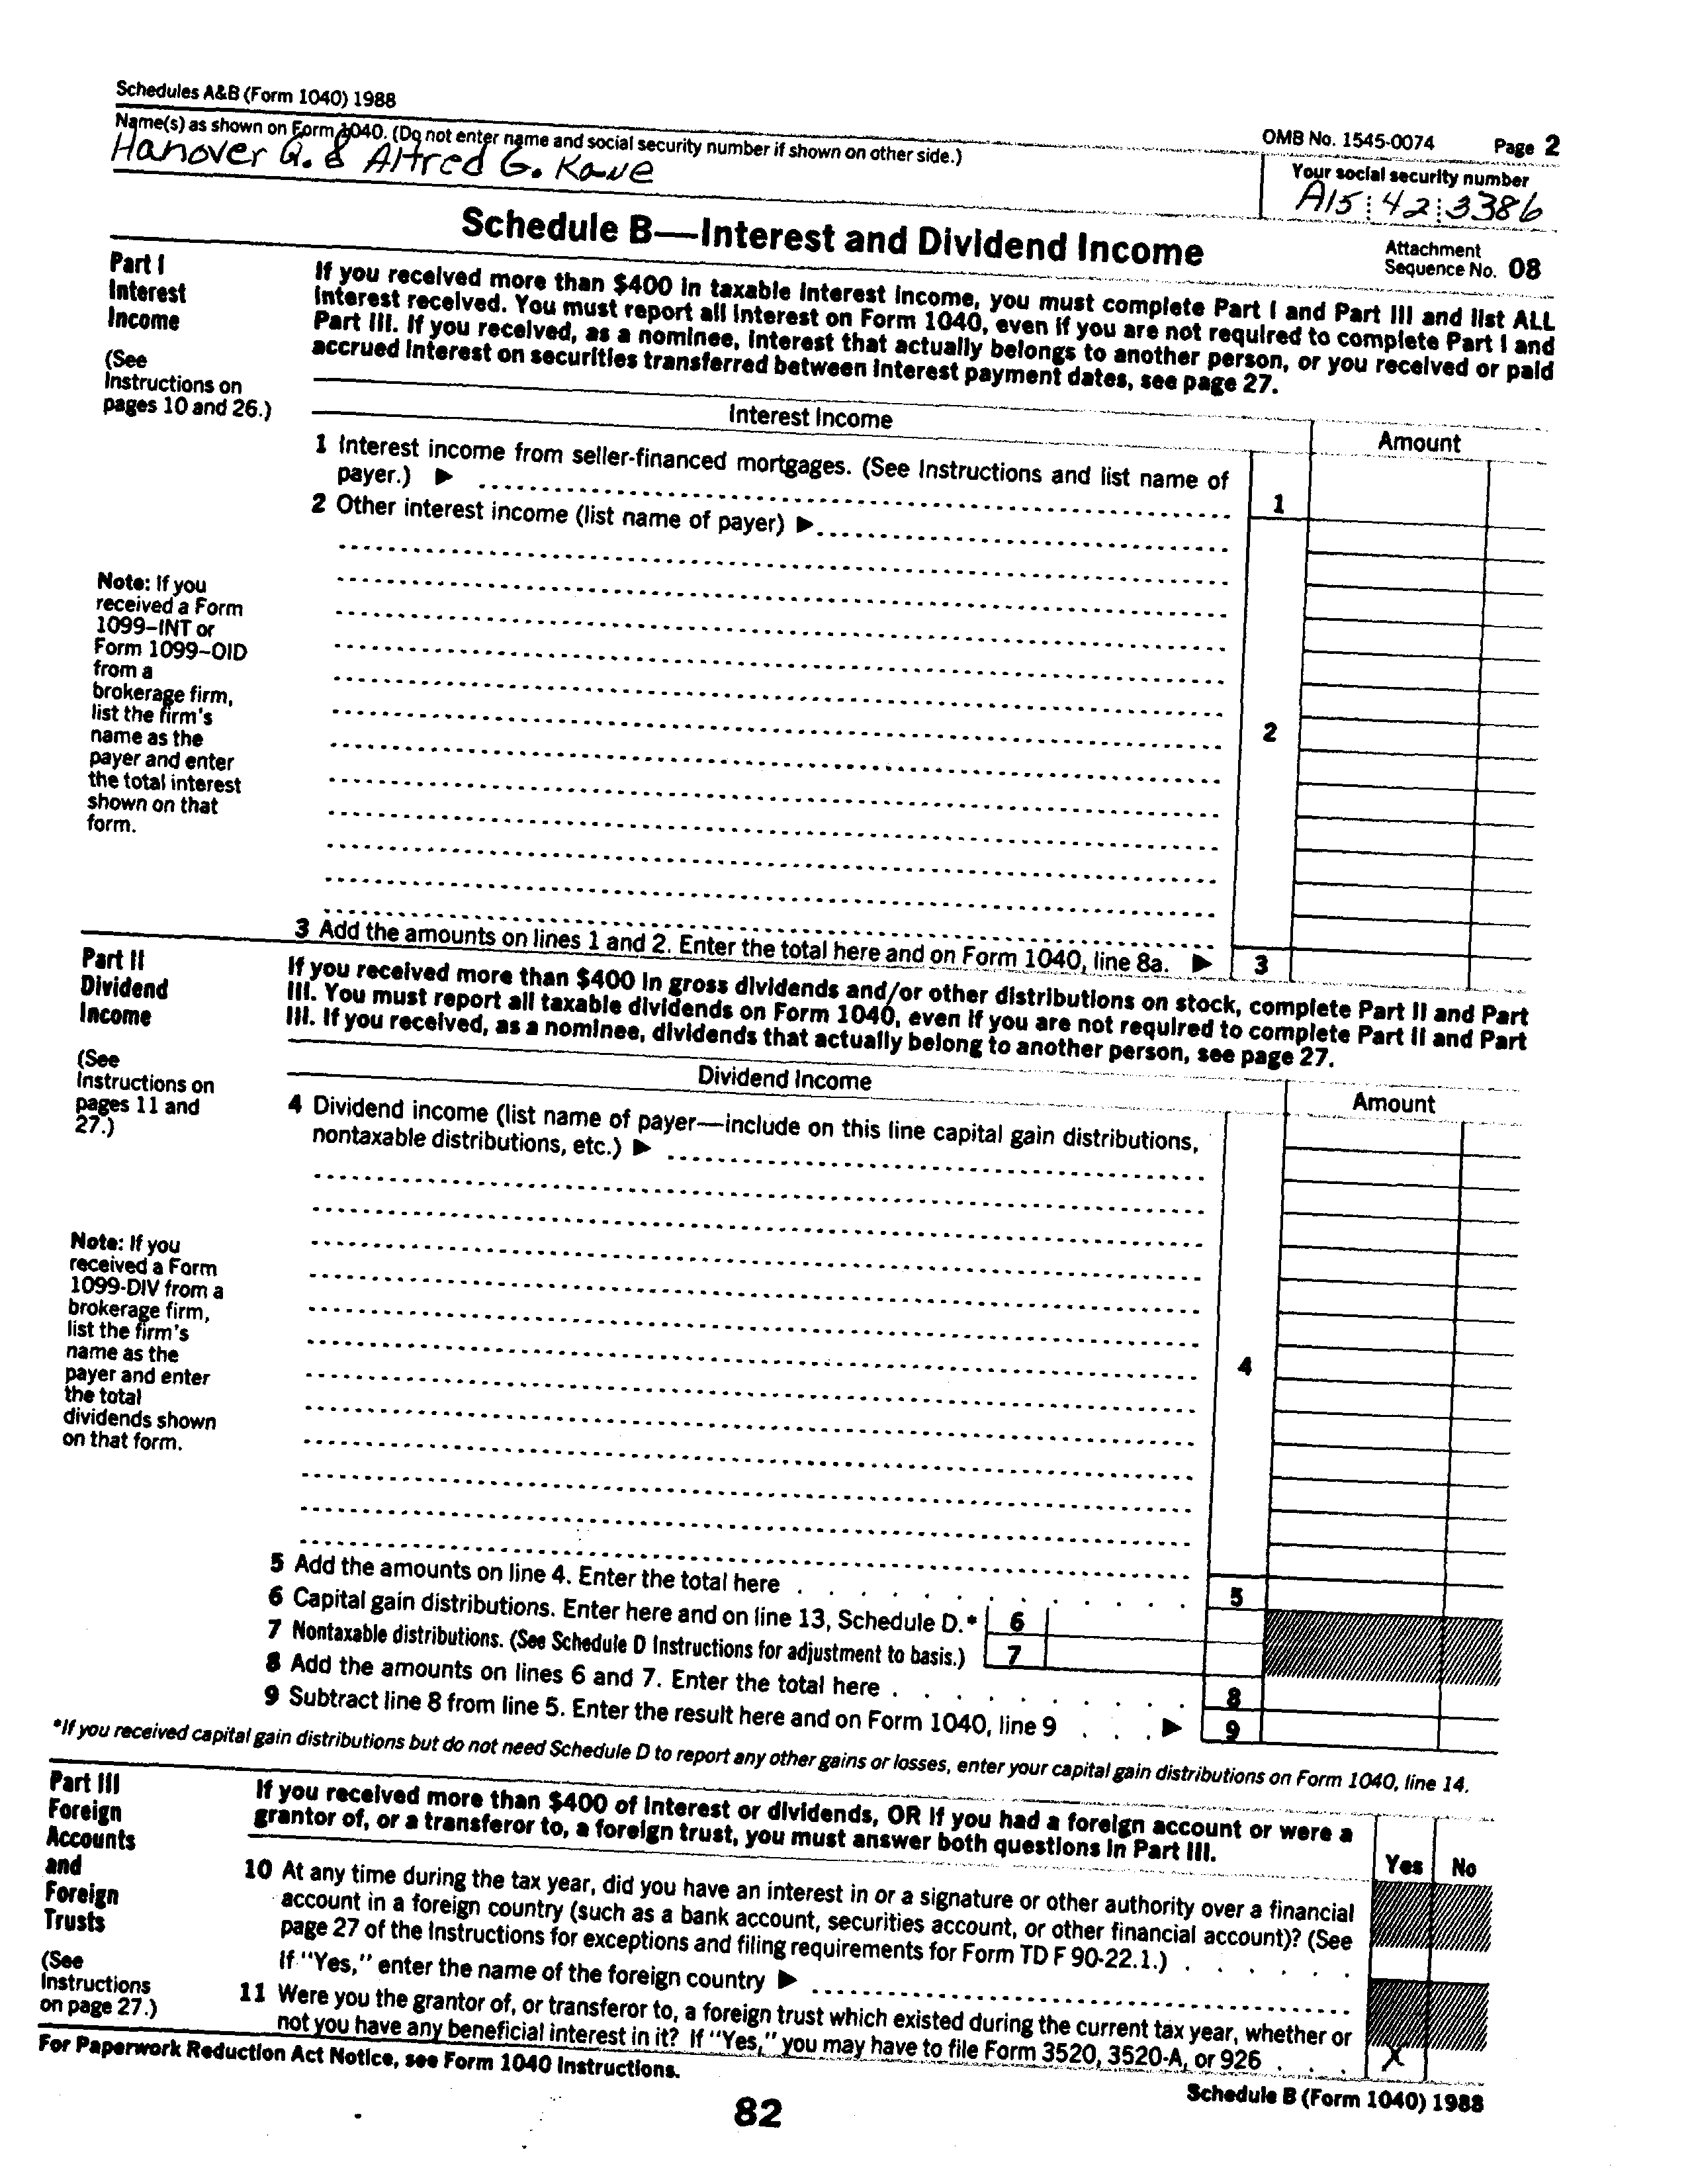 Schedules A&B (Form 1040) 1988
OMB No. 1545-0074 Page 2
Name(s) as shown on Form 1040. (Do not enter name and social security number if shown on other side.)
Your social security number
Hanover Q. & Alfred G. Kane
A15 42 3386
Schedule B—Interest and Dividend Income
Attachment
Sequence No. 08
Part I
Interest
Income
(See
Instructions on
pages 10 and 26.)
If you received more than $400 in taxable interest income, you must complete Part I and Part III and list ALL
interest received. You must report all interest on Form 1040, even if you are not required to complete Part I and
Part III. If you received, as a nominee, interest that actually belongs to another person, or you received or paid
accrued interest on securities transferred between interest payment dates, see page 27.
Interest Income
Amount
1 Interest income from seller-financed mortgages. (See Instructions and list name of
payer.) ▶
1
2 Other interest income (list name of payer) ▶
Note: If you
received a Form
1099–INT or
Form 1099–OID
from a
brokerage firm,
list the firm's
name as the
payer and enter
the total interest
shown on that
form.
2
3 Add the amounts on lines 1 and 2. Enter the total here and on Form 1040, line 8a. ▶ 3
Part II
Dividend
Income
(See
Instructions on
pages 11 and
27.)
If you received more than $400 in gross dividends and/or other distributions on stock, complete Part II and Part
III. You must report all taxable dividends on Form 1040, even if you are not required to complete Part II and Part
III. If you received, as a nominee, dividends that actually belong to another person, see page 27.
Dividend Income
Amount
4 Dividend income (list name of payer—include on this line capital gain distributions,
nontaxable distributions, etc.) ▶
Note: If you
received a Form
1099-DIV from a
brokerage firm,
list the firm's
name as the
payer and enter
the total
dividends shown
on that form.
4
5 Add the amounts on line 4. Enter the total here . . . . . . . . . . . . 5
6 Capital gain distributions. Enter here and on line 13, Schedule D.* 6
7 Nontaxable distributions. (See Schedule D Instructions for adjustment to basis.) 7
8 Add the amounts on lines 6 and 7. Enter the total here . . . . . . . . . . 8
9 Subtract line 8 from line 5. Enter the result here and on Form 1040, line 9 . . . ▶ 9
*If you received capital gain distributions but do not need Schedule D to report any other gains or losses, enter your capital gain distributions on Form 1040, line 14.
Part III
Foreign
Accounts
and
Foreign
Trusts
(See
Instructions
on page 27.)
If you received more than $400 of interest or dividends, OR if you had a foreign account or were a
grantor of, or a transferor to, a foreign trust, you must answer both questions in Part III.
Yes No
10 At any time during the tax year, did you have an interest in or a signature or other authority over a financial
account in a foreign country (such as a bank account, securities account, or other financial account)? (See
page 27 of the Instructions for exceptions and filing requirements for Form TD F 90-22.1.) . . . . . .
If "Yes," enter the name of the foreign country ▶
11 Were you the grantor of, or transferor to, a foreign trust which existed during the current tax year, whether or
not you have any beneficial interest in it? If "Yes," you may have to file Form 3520, 3520-A, or 926 . . . X
For Paperwork Reduction Act Notice, see Form 1040 Instructions.
Schedule B (Form 1040) 1988
82